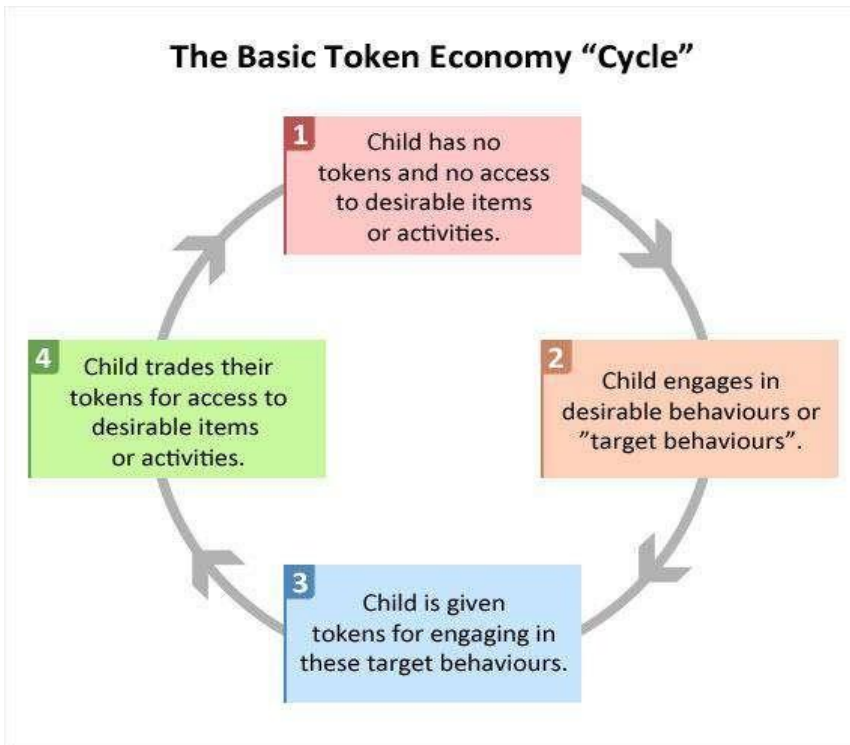 The Basic Token Economy “Cycle”
1
Child has no
tokens and no access
to desirable items
or activities.
2
Child engages in
desirable behaviours or
”target behaviours”.
3
Child is given
tokens for engaging in
these target behaviours.
4
Child trades their
tokens for access to
desirable items
or activities.